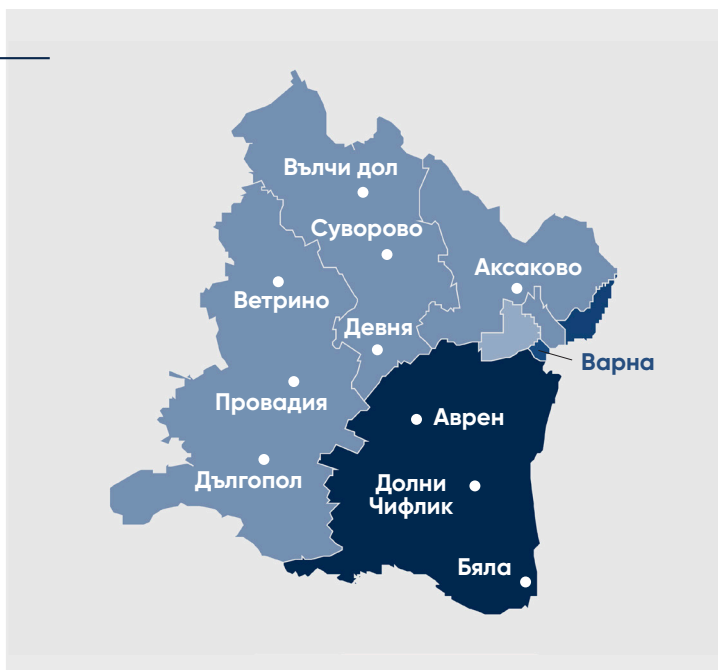 Вълчи дол
Суворово
Аксаково
Ветрино
Девня
Варна
Провадия
Аврен
Дългопол
Долни
Чифлик
Бяла